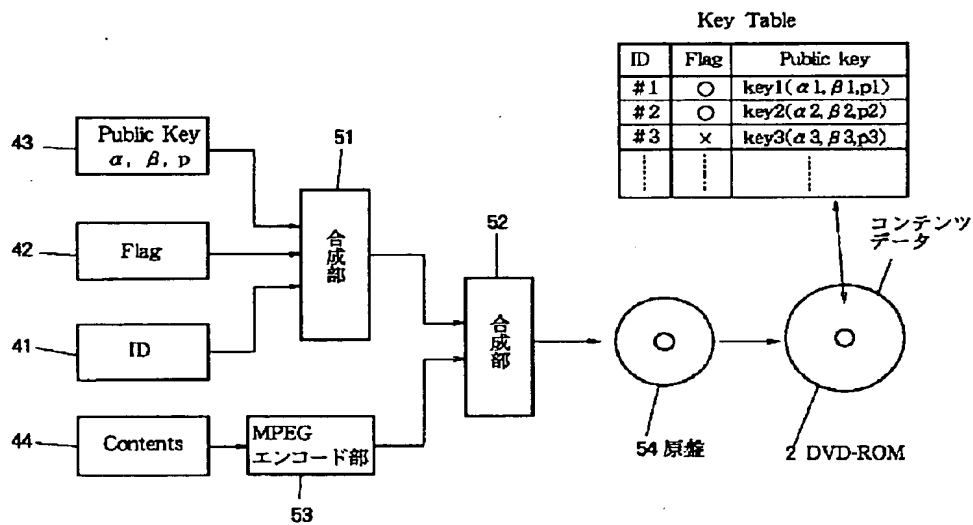 Key Table
ID Flag Public key
#1 ○ key1(α1, β1,p1)
#2 ○ key2(α2, β2,p2)
#3 × key3(α3, β3,p3)
43
Public Key
α, β, p
51
合成部
42
Flag
52
合成部
コンテンツ
データ
41
ID
44
Contents
MPEG
エンコード部
53
54 原盤
2 DVD-ROM